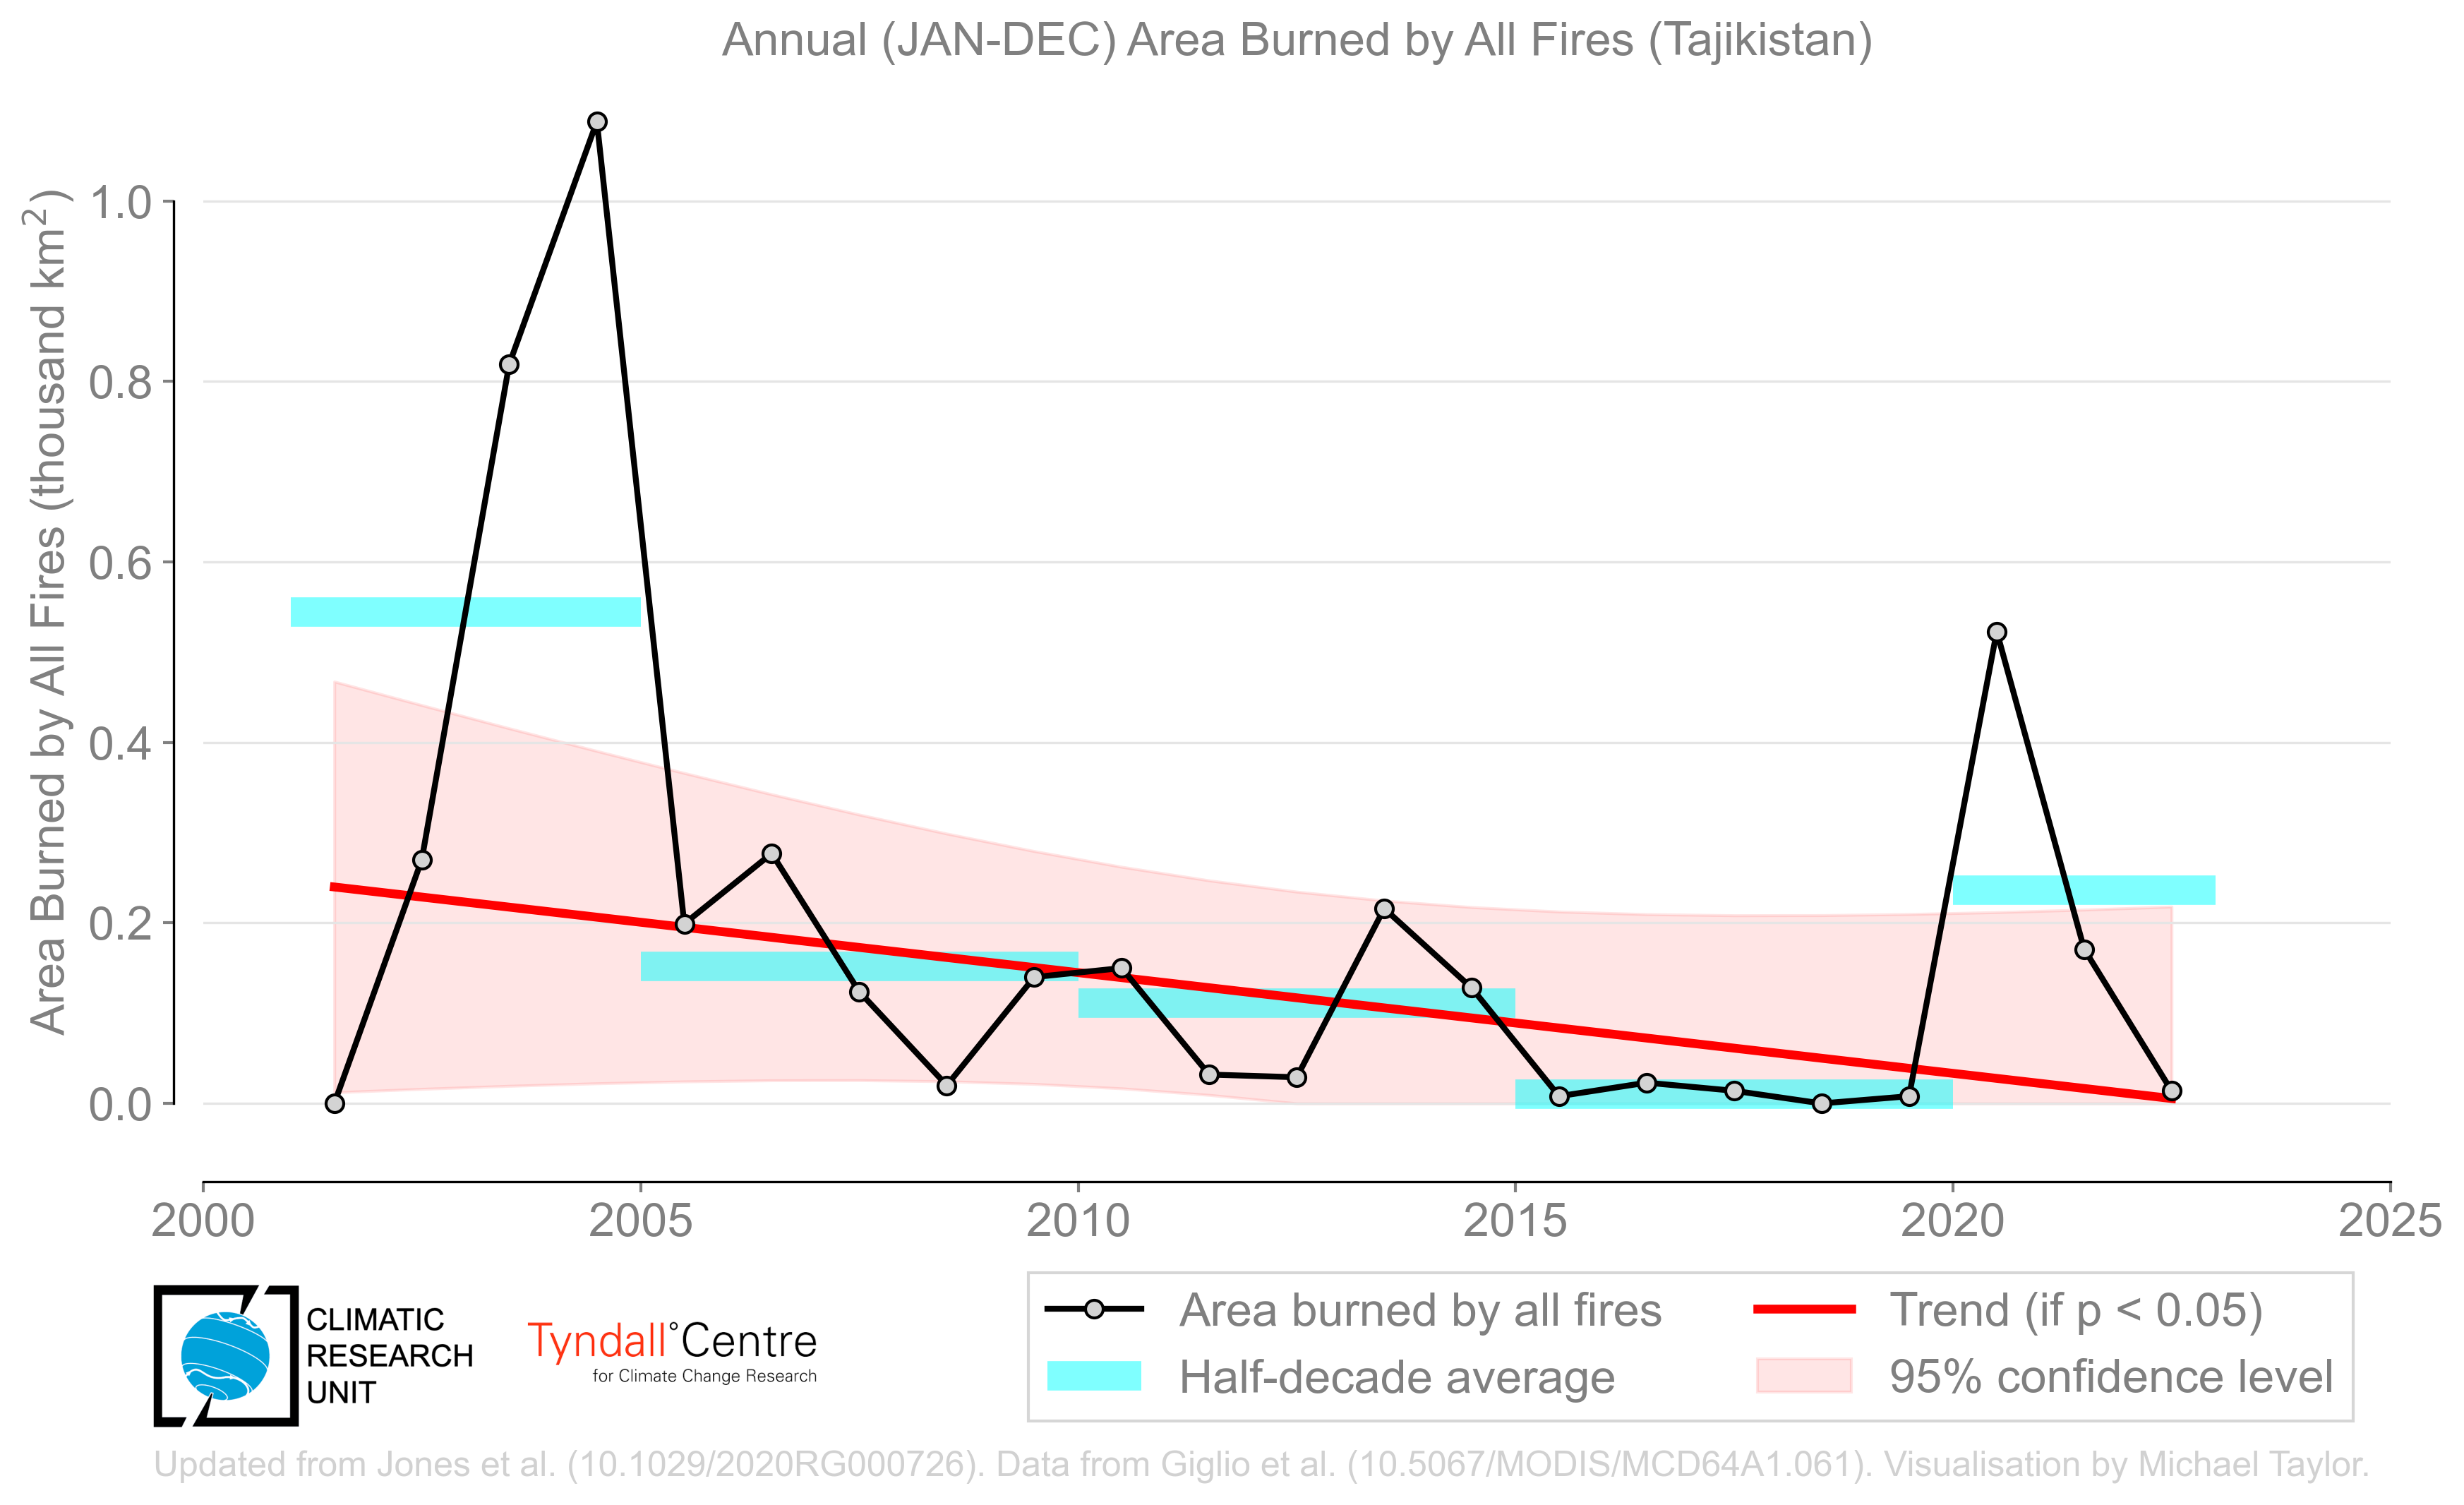 Annual (JAN-DEC) Area Burned by All Fires (Tajikistan)
Area Burned by All Fires (thousand km²)
1.0
0.8
0.6
0.4
0.2
0.0
2000 2005 2010 2015 2020 2025
CLIMATIC
RESEARCH
UNIT
Tyndall°Centre
for Climate Change Research
Area burned by all fires
Half-decade average
Trend (if p < 0.05)
95% confidence level
Updated from Jones et al. (10.1029/2020RG000726). Data from Giglio et al. (10.5067/MODIS/MCD64A1.061). Visualisation by Michael Taylor.